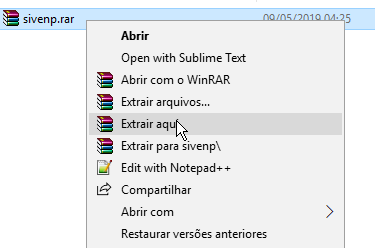 sivenp.rar 09/05/2019 04:25
Abrir
Open with Sublime Text
Abrir com o WinRAR
Extrair arquivos...
Extrair aqui
Extrair para sivenp\
Edit with Notepad++
Compartilhar
Abrir com
Restaurar versões anteriores